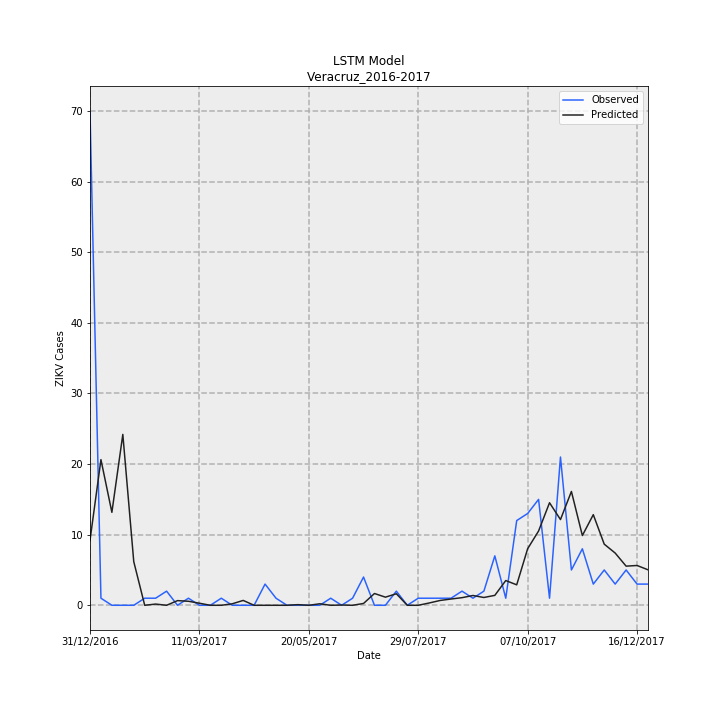 LSTM Model
Veracruz_2016-2017
Observed
Predicted
70
60
50
40
30
20
10
0
ZIKV Cases
31/12/2016 11/03/2017 20/05/2017 29/07/2017 07/10/2017 16/12/2017
Date